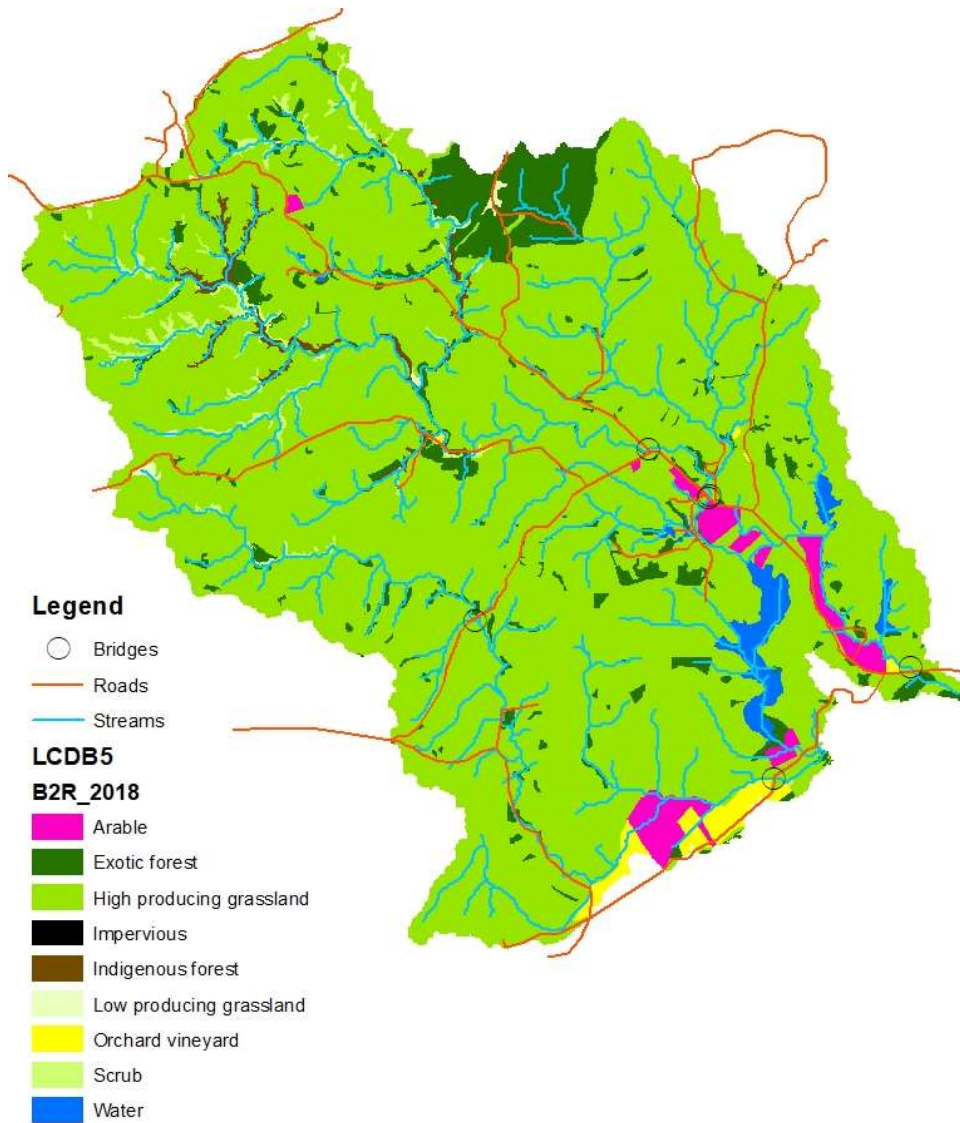 Legend
Bridges
Roads
Streams
LCDB5
B2R_2018
Arable
Exotic forest
High producing grassland
Impervious
Indigenous forest
Low producing grassland
Orchard vineyard
Scrub
Water